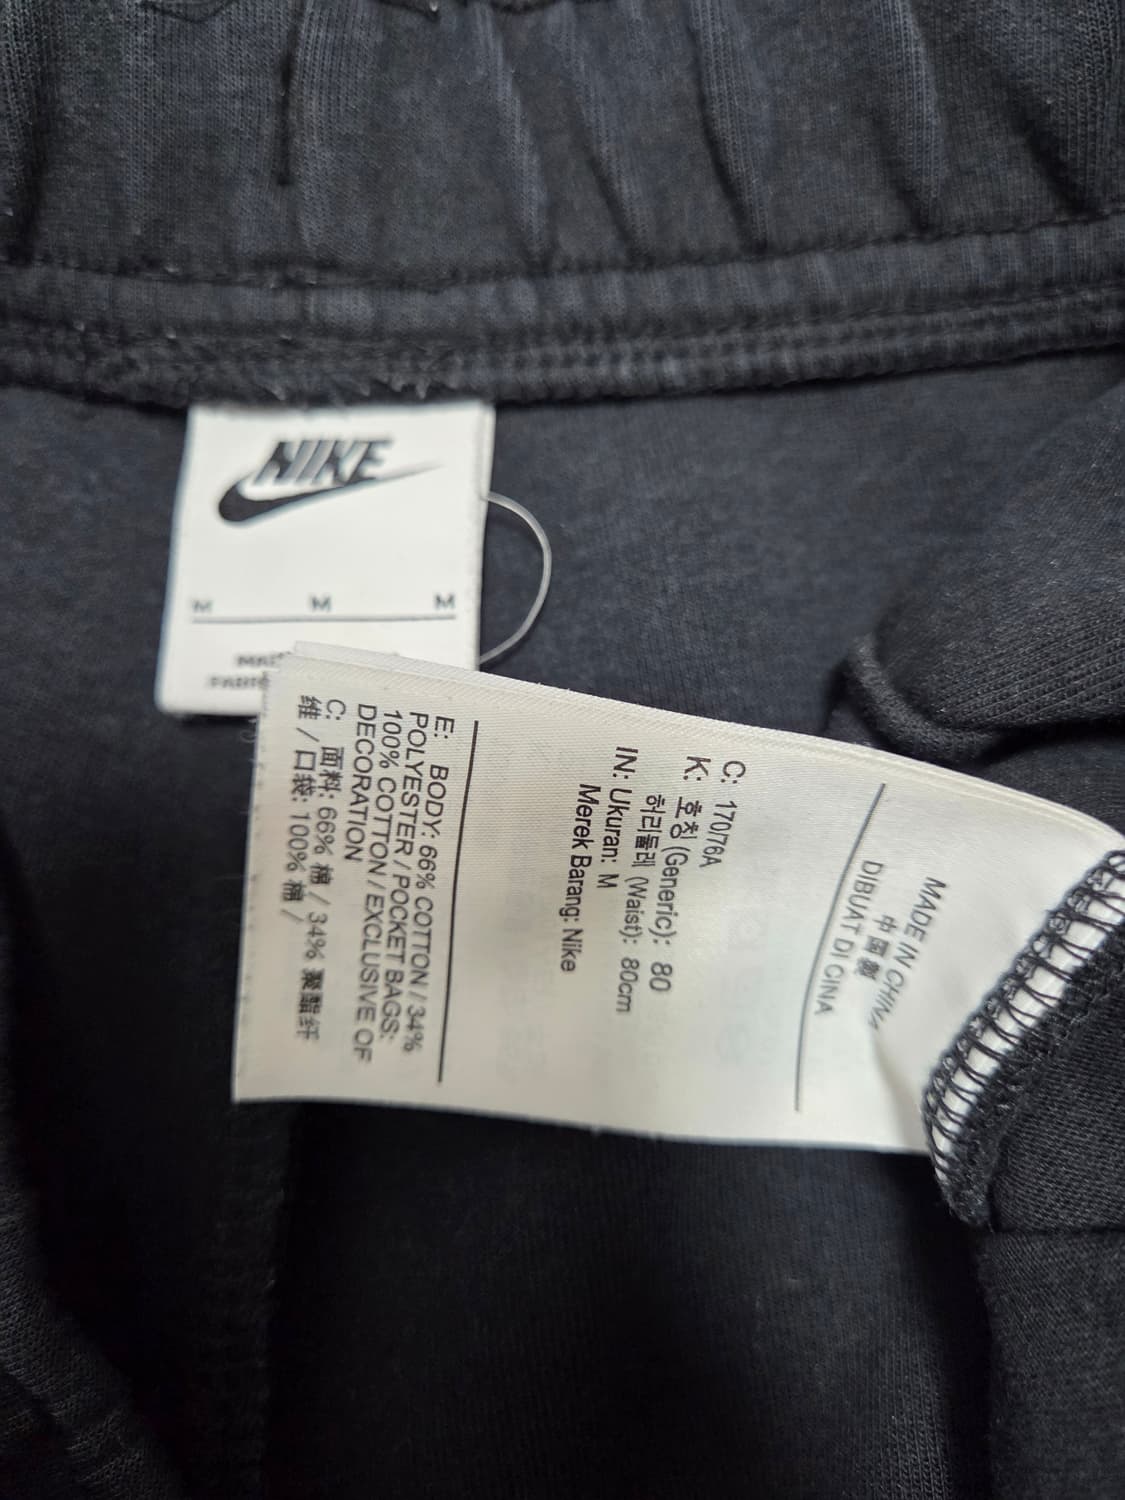 NIKE
M M M
MADE IN CHINA
中國製
DIBUAT DI CINA
C: 170/76A
K: 호칭 (Generic): 80
허리둘레 (Waist): 80cm
IN: Ukuran: M
Merek Barang: Nike
E: BODY: 66% COTTON / 34%
POLYESTER / POCKET BAGS:
100% COTTON / EXCLUSIVE OF
DECORATION
C: 面料: 66% 棉 / 34% 聚酯纤
维 / 口袋: 100% 棉 /